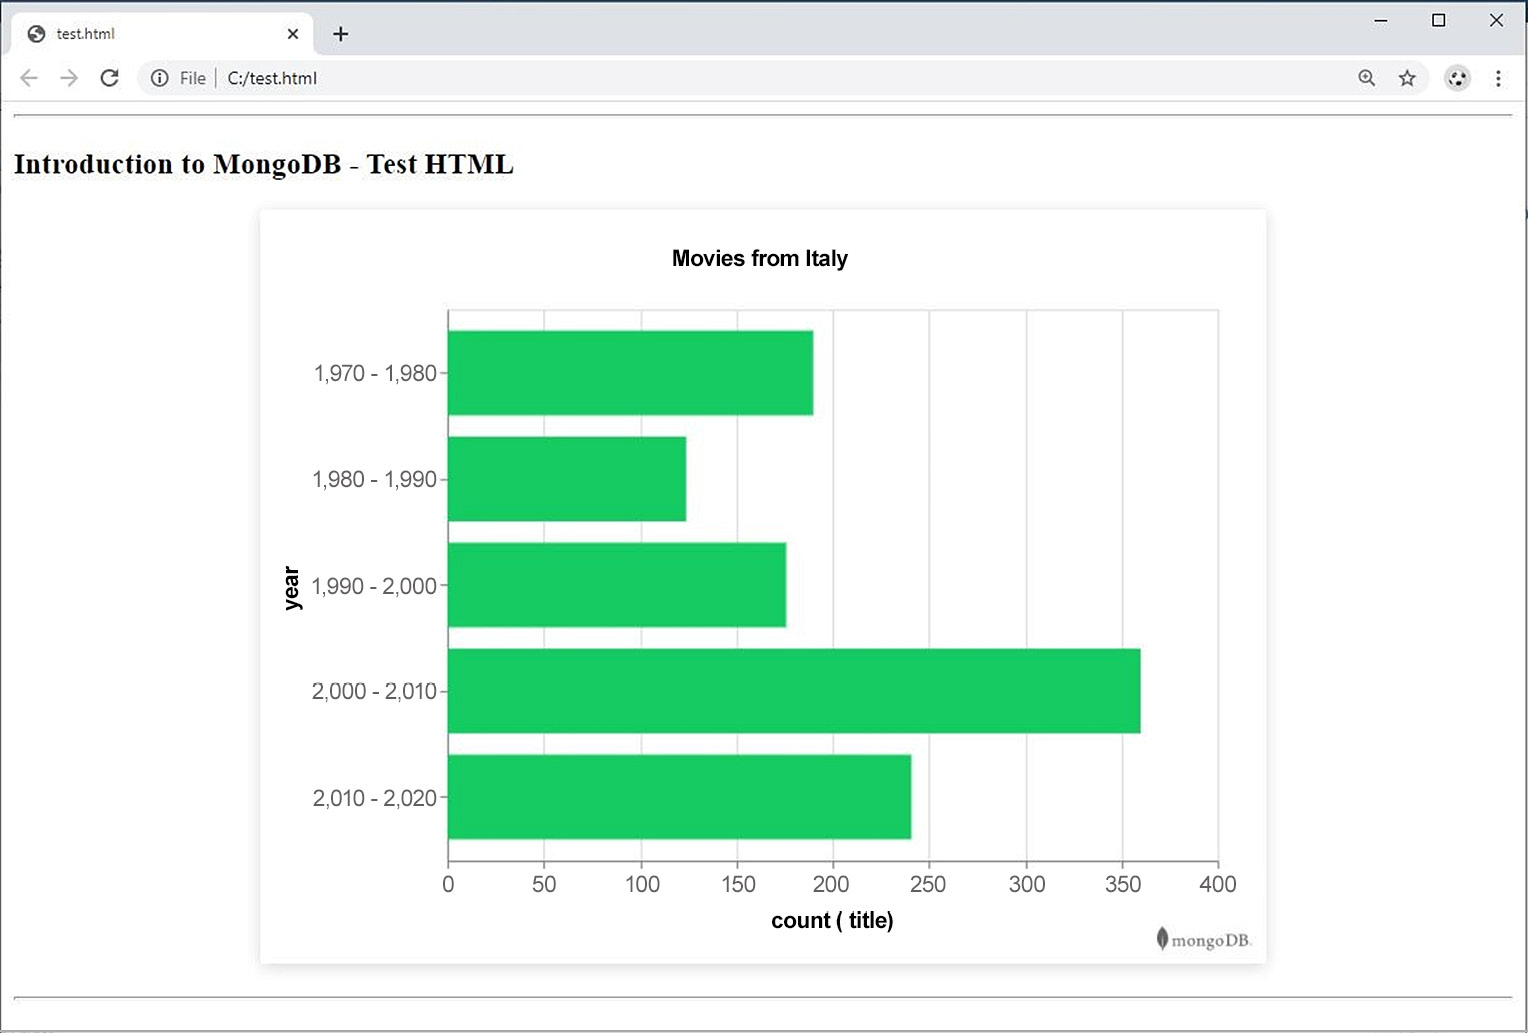 test.html
File C:/test.html
Introduction to MongoDB - Test HTML
Movies from Italy
1,970 - 1,980
1,980 - 1,990
1,990 - 2,000
2,000 - 2,010
2,010 - 2,020
year
0 50 100 150 200 250 300 350 400
count ( title)
mongoDB.